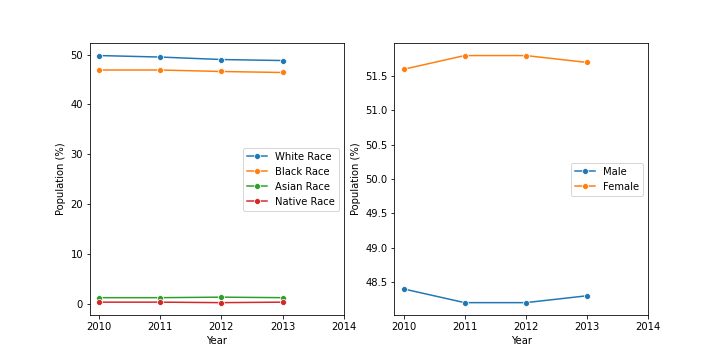 50
40
30
20
10
0
Population (%)
2010 2011 2012 2013 2014
Year
White Race
Black Race
Asian Race
Native Race
51.5
51.0
50.5
50.0
49.5
49.0
48.5
Population (%)
2010 2011 2012 2013 2014
Year
Male
Female